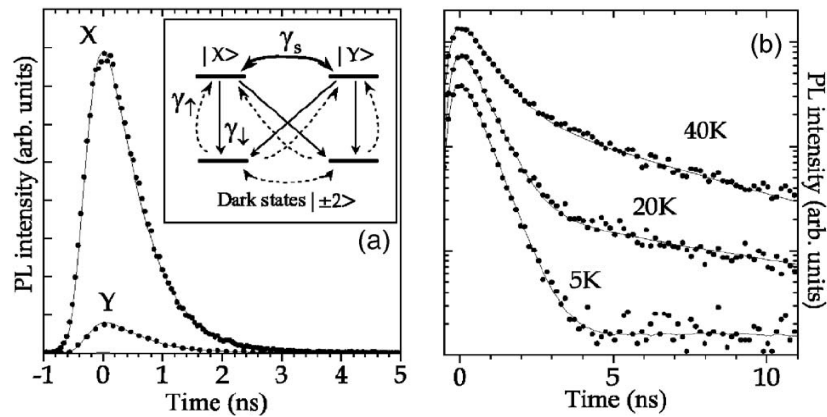 PL intensity (arb. units)
X
Y
|X>
γs
|Y>
γ↑
γ↓
Dark states |±2>
(a)
-1 0 1 2 3 4 5
Time (ns)
(b)
40K
20K
5K
0 5 10
Time (ns)
PL intensity (arb. units)